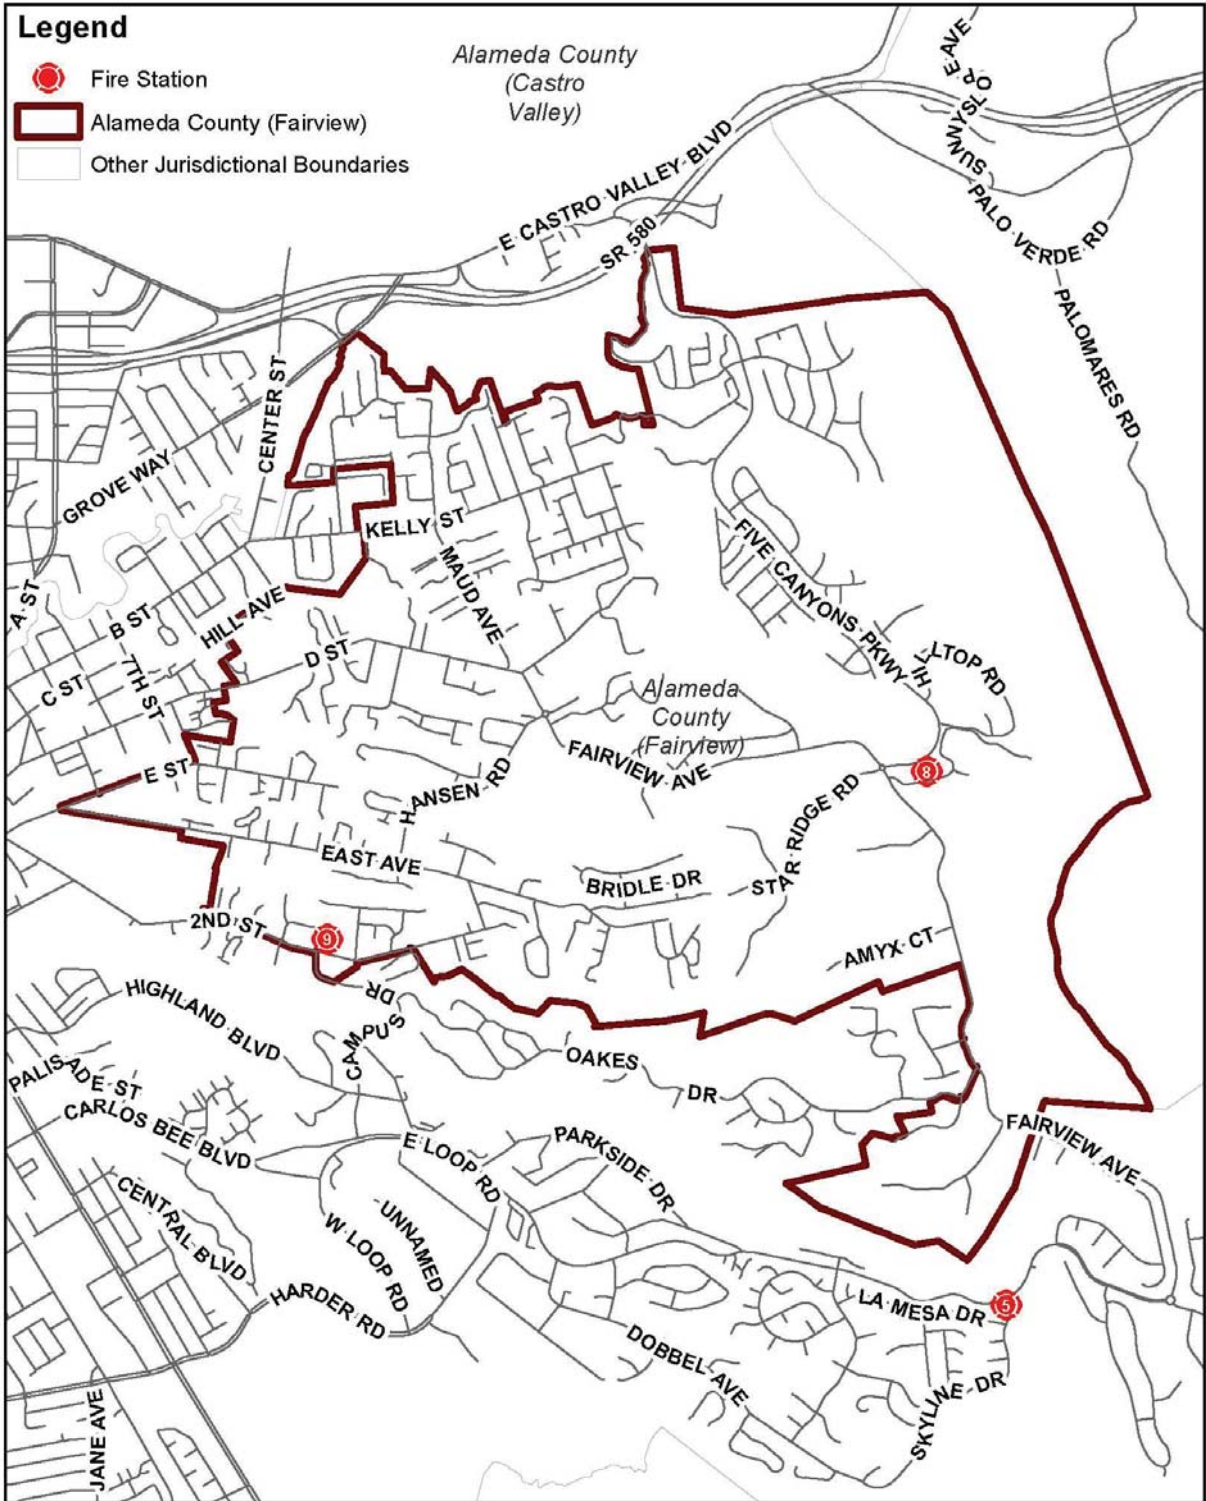 Legend
Fire Station
Alameda County (Fairview)
Other Jurisdictional Boundaries
Alameda County
(Castro
Valley)
SUNNYSLOPE AVE
E CASTRO VALLEY BLVD
SR 580
PALO VERDE RD
PALOMARES RD
CENTER ST
GROVE WAY
KELLY ST
MAUD AVE
FIVE CANYONS PKWY
A ST
B ST
HILL AVE
C ST
7TH ST
D ST
HILLTOP RD
Alameda
County
(Fairview)
FAIRVIEW AVE
E ST
HANSEN RD
8
STAR RIDGE RD
EAST AVE
BRIDLE DR
2ND ST
9
AMYX CT
HIGHLAND BLVD
CAMPUS DR
OAKES DR
PALISADE ST
CARLOS BEE BLVD
E LOOP RD
PARKSIDE DR
FAIRVIEW AVE
CENTRAL BLVD
UNNAMED
W LOOP RD
HARDER RD
LA MESA DR
5
DOBBEL AVE
SKYLINE DR
JANE AVE